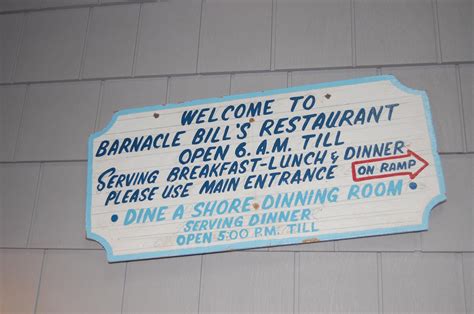 WELCOME TO
BARNACLE BILL'S RESTAURANT
OPEN 6. A.M. TILL
SERVING BREAKFAST-LUNCH & DINNER
PLEASE USE MAIN ENTRANCE ON RAMP
• DINE A SHORE DINNING ROOM •
SERVING DINNER
OPEN 5:00 P.M. TILL